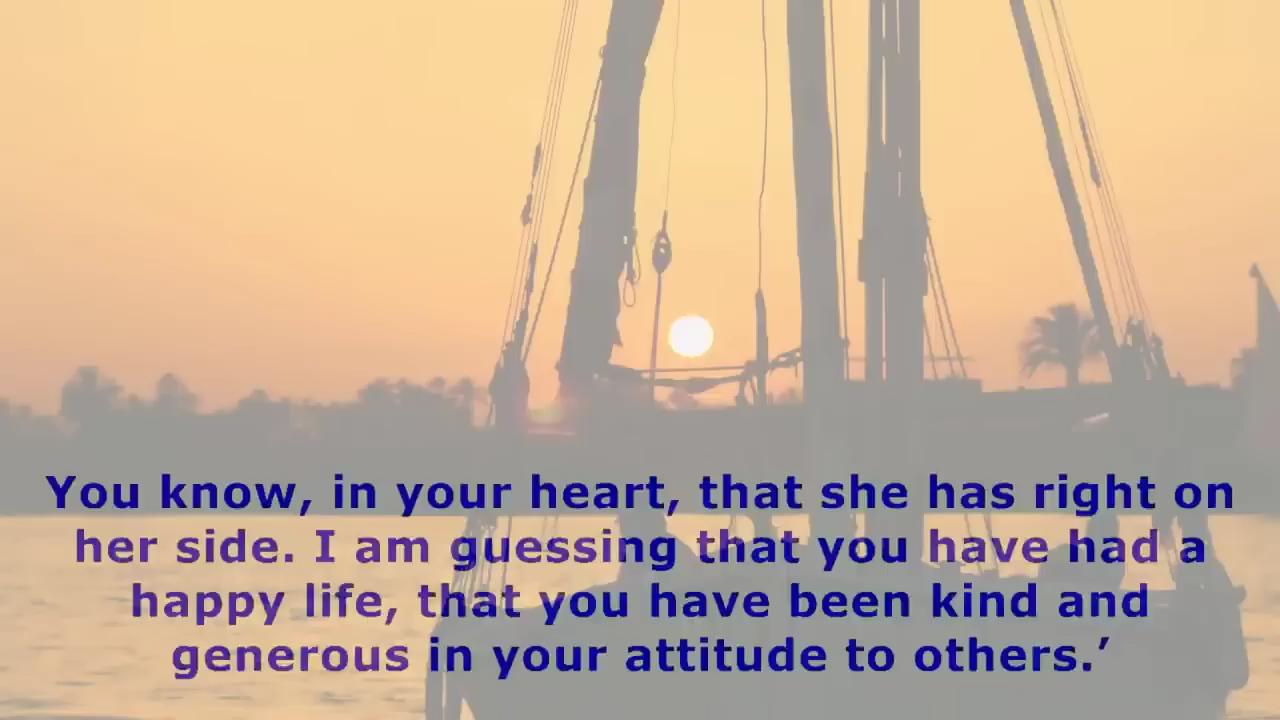 You know, in your heart, that she has right on
her side. I am guessing that you have had a
happy life, that you have been kind and
generous in your attitude to others.’